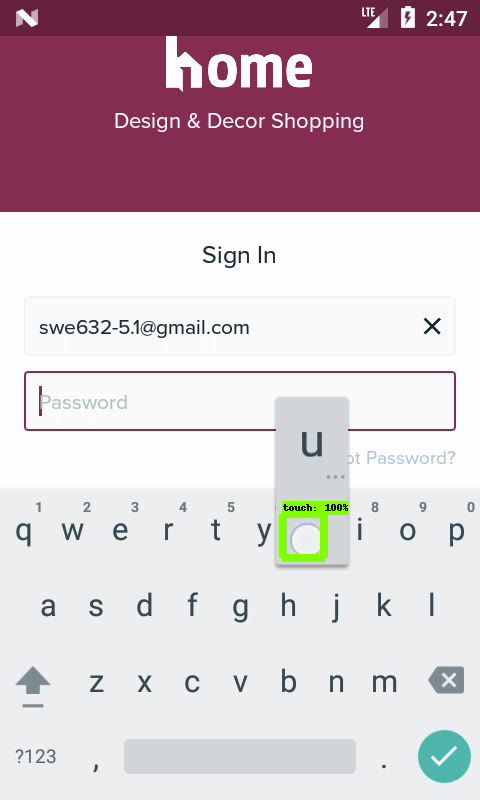 LTE 2:47
home
Design & Decor Shopping
Sign In
swe632-5.1@gmail.com
Password
u
ot Password?
...
touch: 100%
1 2 3 4 5 8 9 0
q w e r t y i o p
a s d f g h j k l
z x c v b n m
?123 , .